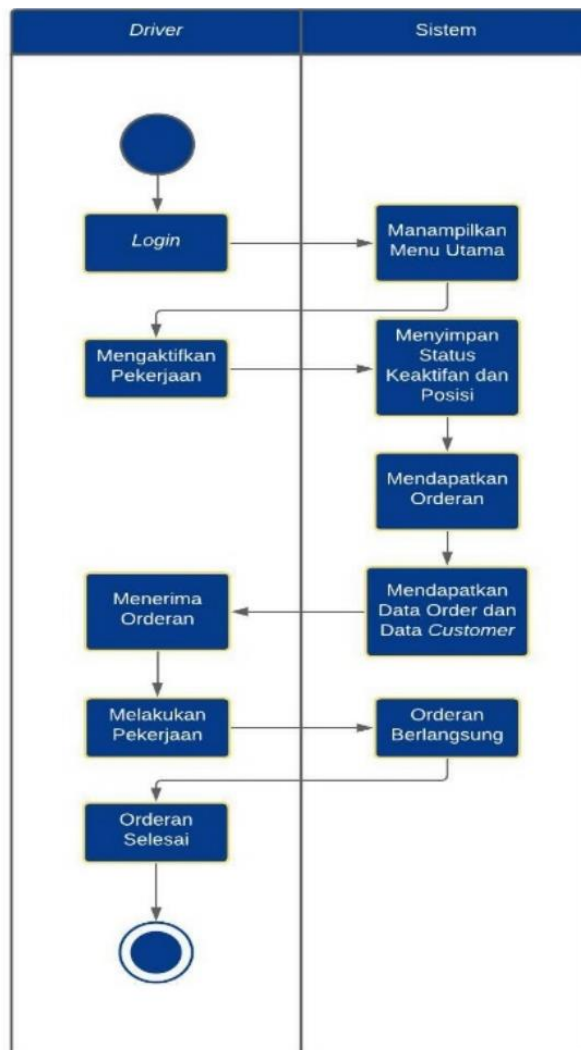 Driver
Sistem
Login
Manampilkan
Menu Utama
Mengaktifkan
Pekerjaan
Menyimpan
Status
Keaktifan dan
Posisi
Mendapatkan
Orderan
Mendapatkan
Data Order dan
Data Customer
Menerima
Orderan
Melakukan
Pekerjaan
Orderan
Berlangsung
Orderan
Selesai